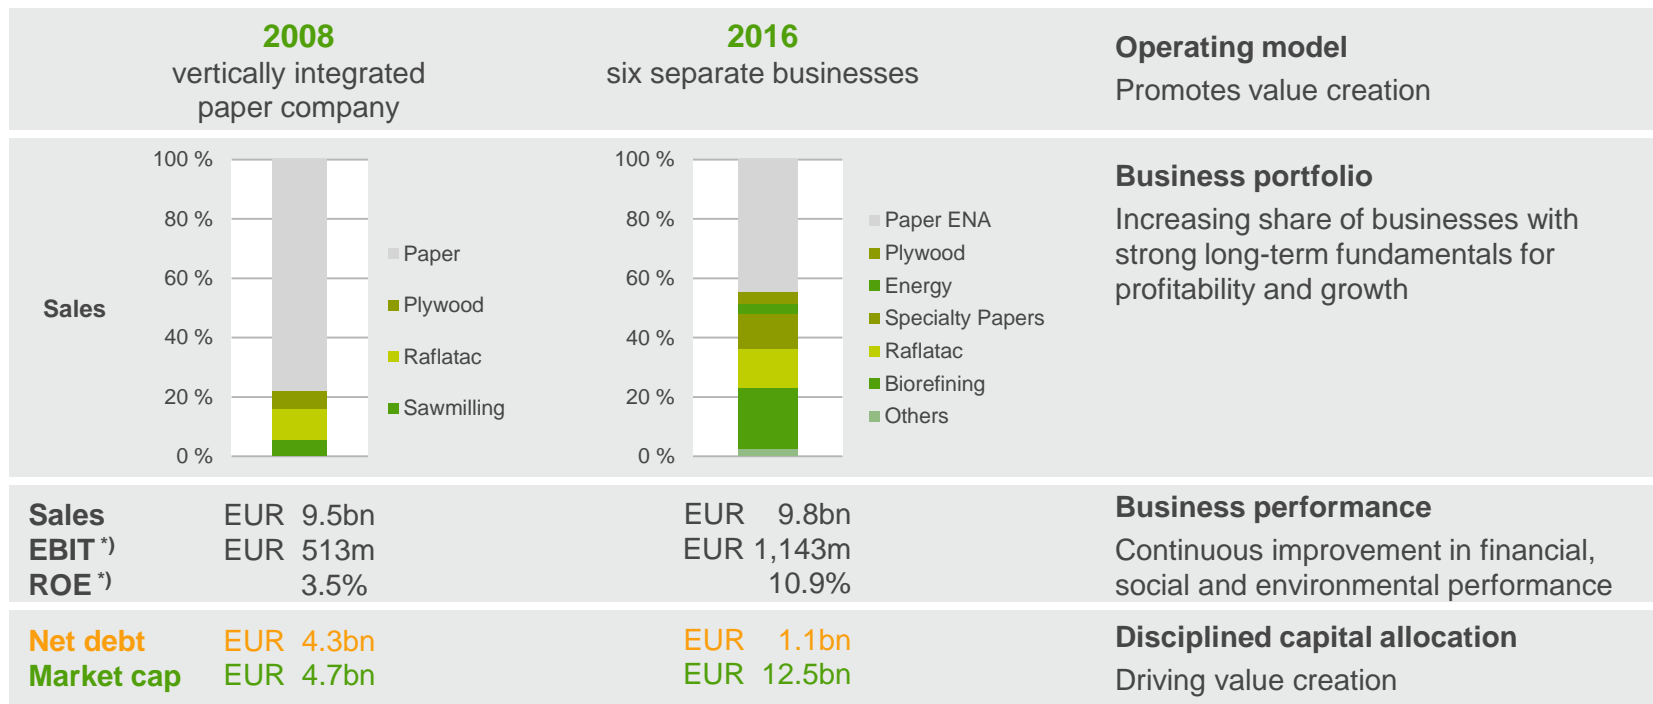 2008
vertically integrated
paper company
2016
six separate businesses
Operating model
Promotes value creation
Sales
100 %
80 %
60 %
40 %
20 %
0 %
Paper
Plywood
Raflatac
Sawmilling
100 %
80 %
60 %
40 %
20 %
0 %
Paper ENA
Plywood
Energy
Specialty Papers
Raflatac
Biorefining
Others
Business portfolio
Increasing share of businesses with
strong long-term fundamentals for
profitability and growth
Sales EUR 9.5bn EUR 9.8bn
EBIT *) EUR 513m EUR 1,143m
ROE *) 3.5% 10.9%
Business performance
Continuous improvement in financial,
social and environmental performance
Net debt EUR 4.3bn EUR 1.1bn
Market cap EUR 4.7bn EUR 12.5bn
Disciplined capital allocation
Driving value creation